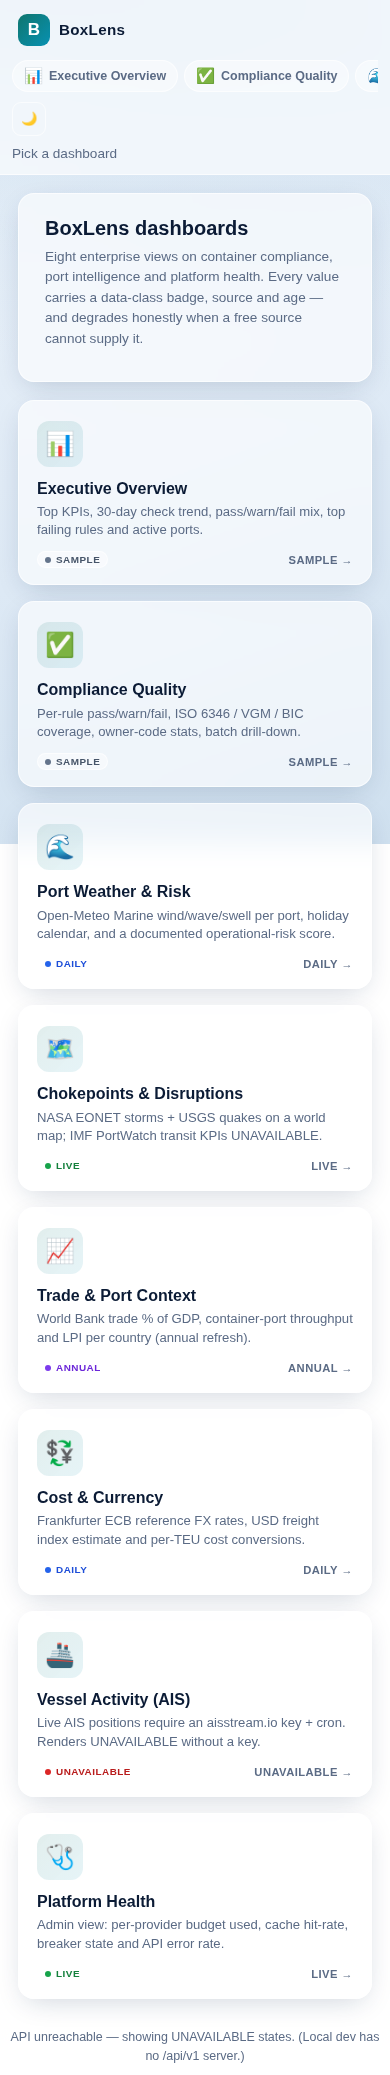 B BoxLens
Executive Overview Compliance Quality
Pick a dashboard
BoxLens dashboards
Eight enterprise views on container compliance,
port intelligence and platform health. Every value
carries a data-class badge, source and age —
and degrades honestly when a free source
cannot supply it.
Executive Overview
Top KPIs, 30-day check trend, pass/warn/fail mix, top
failing rules and active ports.
SAMPLE SAMPLE →
Compliance Quality
Per-rule pass/warn/fail, ISO 6346 / VGM / BIC
coverage, owner-code stats, batch drill-down.
SAMPLE SAMPLE →
Port Weather & Risk
Open-Meteo Marine wind/wave/swell per port, holiday
calendar, and a documented operational-risk score.
DAILY DAILY →
Chokepoints & Disruptions
NASA EONET storms + USGS quakes on a world
map; IMF PortWatch transit KPIs UNAVAILABLE.
LIVE LIVE →
Trade & Port Context
World Bank trade % of GDP, container-port throughput
and LPI per country (annual refresh).
ANNUAL ANNUAL →
Cost & Currency
Frankfurter ECB reference FX rates, USD freight
index estimate and per-TEU cost conversions.
DAILY DAILY →
Vessel Activity (AIS)
Live AIS positions require an aisstream.io key + cron.
Renders UNAVAILABLE without a key.
UNAVAILABLE UNAVAILABLE →
Platform Health
Admin view: per-provider budget used, cache hit-rate,
breaker state and API error rate.
LIVE LIVE →
API unreachable — showing UNAVAILABLE states. (Local dev has
no /api/v1 server.)